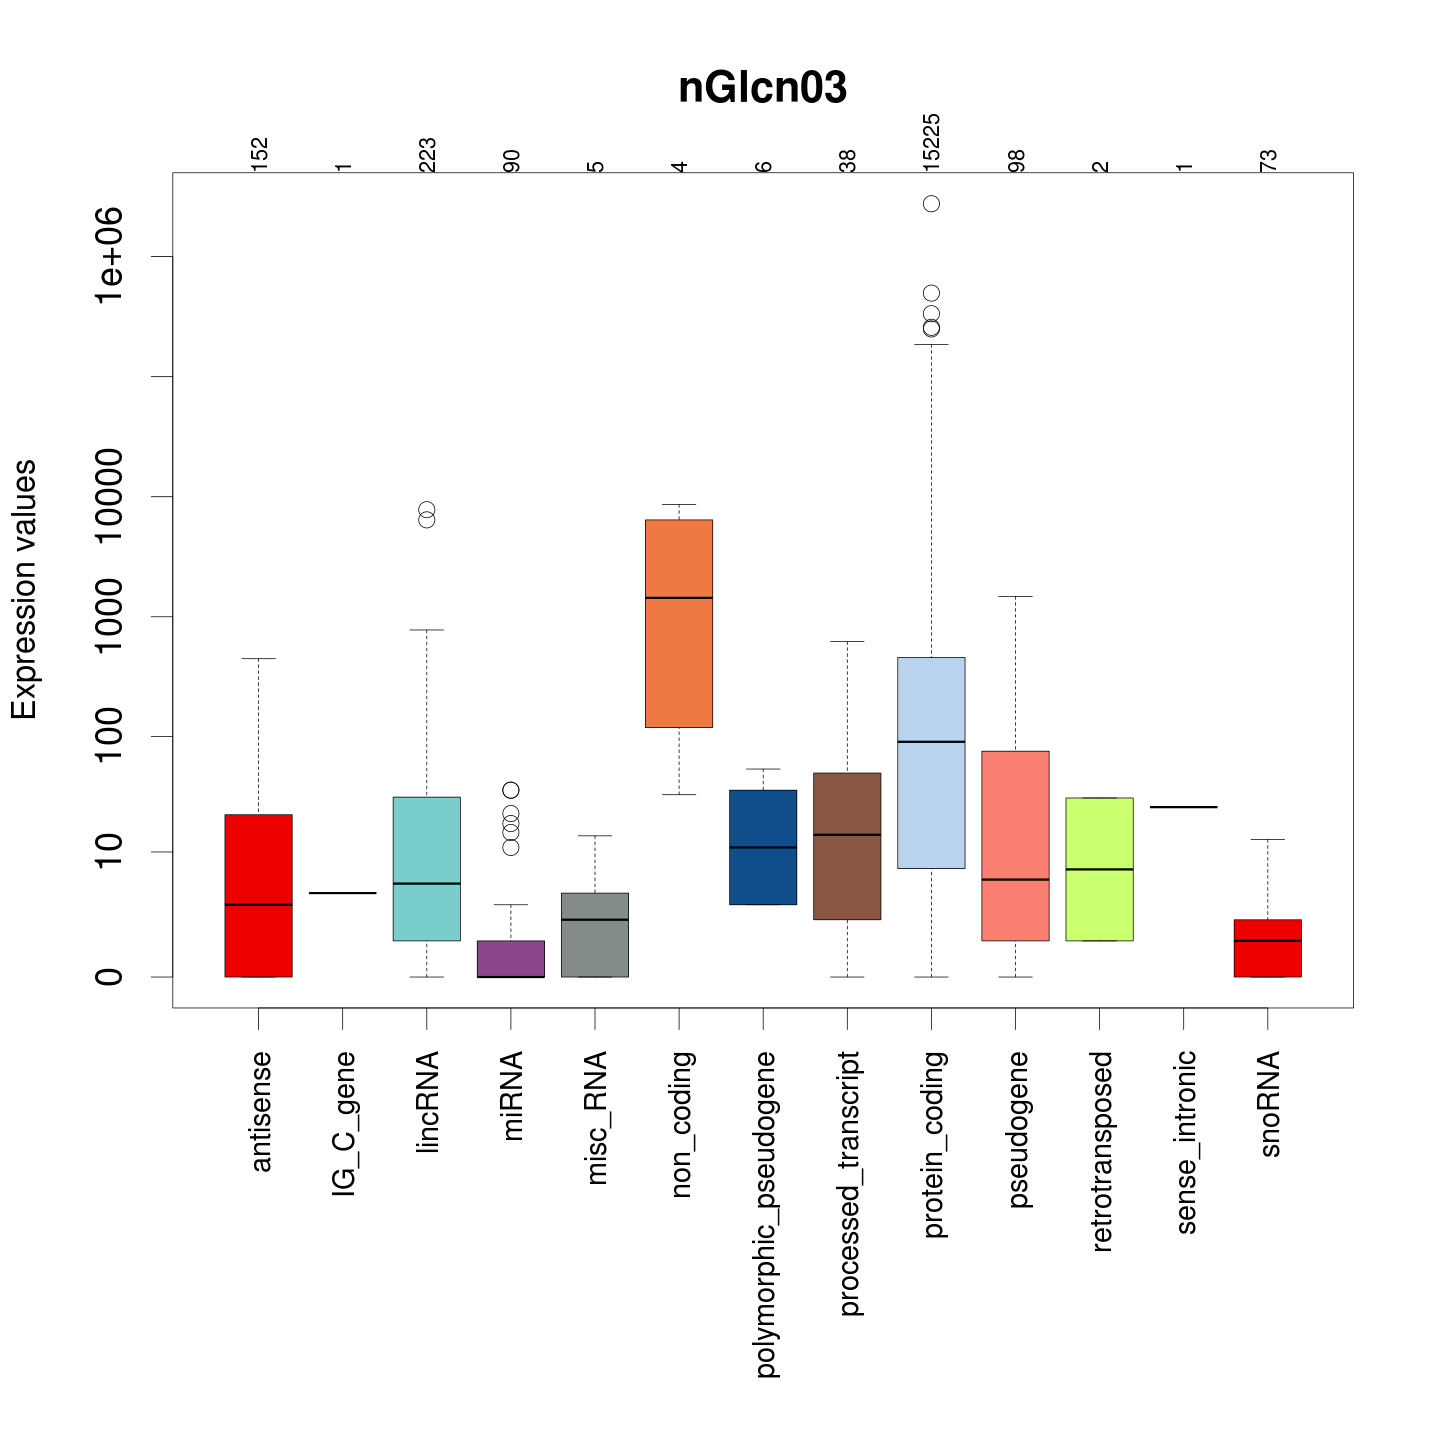 nGlcn03
152
1
223
90
5
4
6
38
15225
98
2
1
73
Expression values
1e+06
10000
1000
100
10
0
antisense
IG_C_gene
lincRNA
miRNA
misc_RNA
non_coding
polymorphic_pseudogene
processed_transcript
protein_coding
pseudogene
retrotransposed
sense_intronic
snoRNA